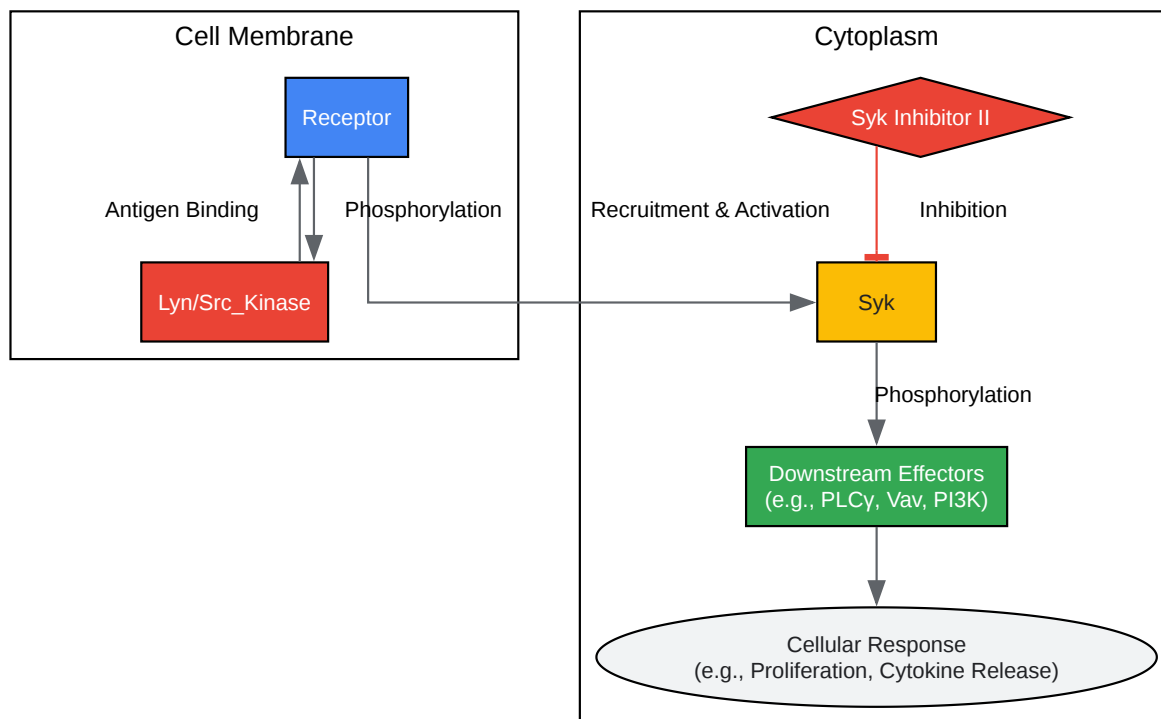 Cell Membrane
Receptor
Antigen Binding
Phosphorylation
Lyn/Src_Kinase
Cytoplasm
Syk Inhibitor II
Recruitment & Activation
Inhibition
Syk
Phosphorylation
Downstream Effectors
(e.g., PLCγ, Vav, PI3K)
Cellular Response
(e.g., Proliferation, Cytokine Release)